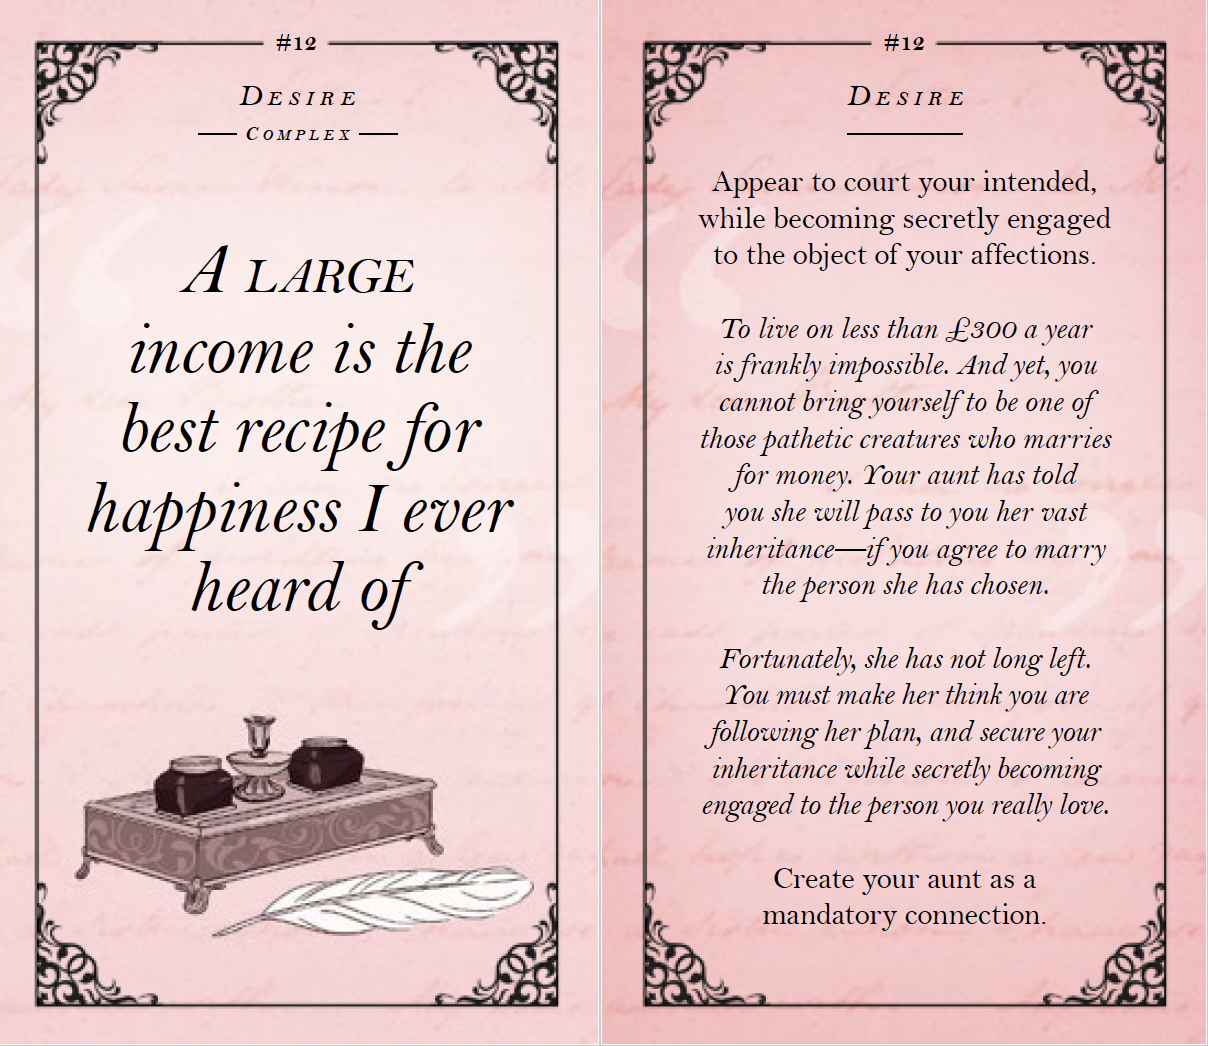 #12
DESIRE
COMPLEX
A LARGE
income is the
best recipe for
happiness I ever
heard of
#12
DESIRE
Appear to court your intended,
while becoming secretly engaged
to the object of your affections.
To live on less than £300 a year
is frankly impossible. And yet, you
cannot bring yourself to be one of
those pathetic creatures who marries
for money. Your aunt has told
you she will pass to you her vast
inheritance—if you agree to marry
the person she has chosen.
Fortunately, she has not long left.
You must make her think you are
following her plan, and secure your
inheritance while secretly becoming
engaged to the person you really love.
Create your aunt as a
mandatory connection.